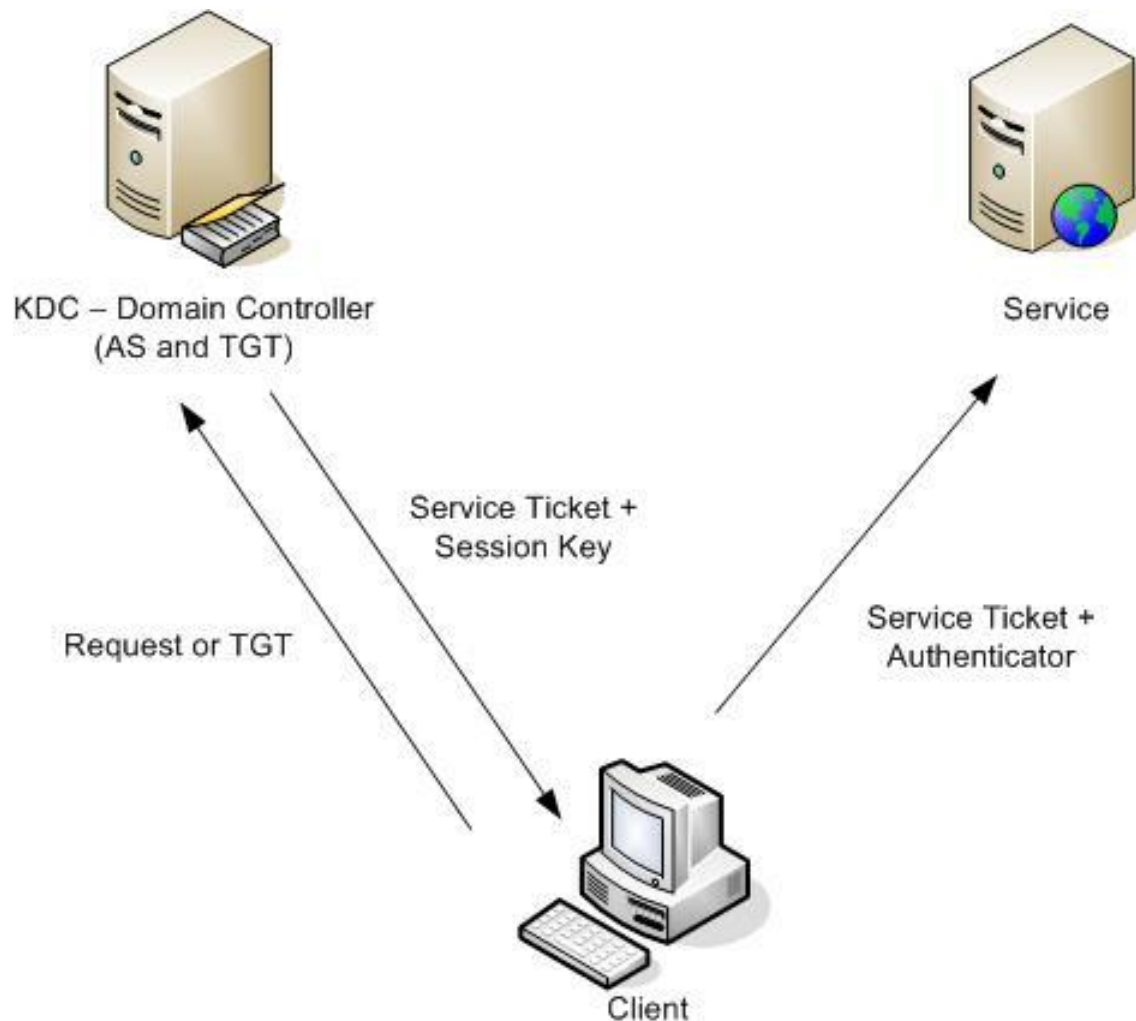 KDC – Domain Controller
(AS and TGT)
Service
Service Ticket +
Session Key
Request or TGT
Service Ticket +
Authenticator
Client